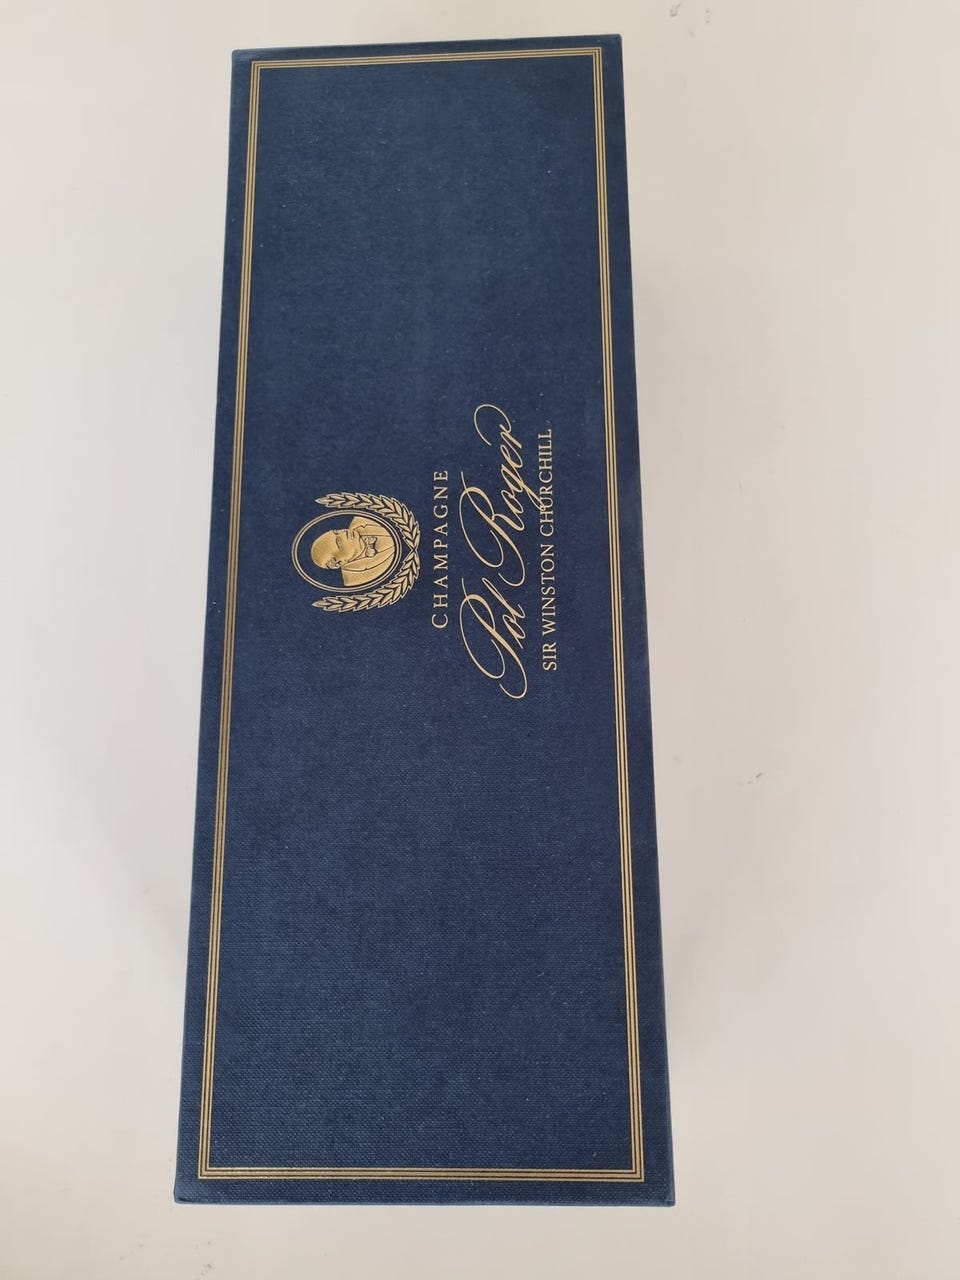 CHAMPAGNE
Pol Roger
SIR WINSTON CHURCHILL